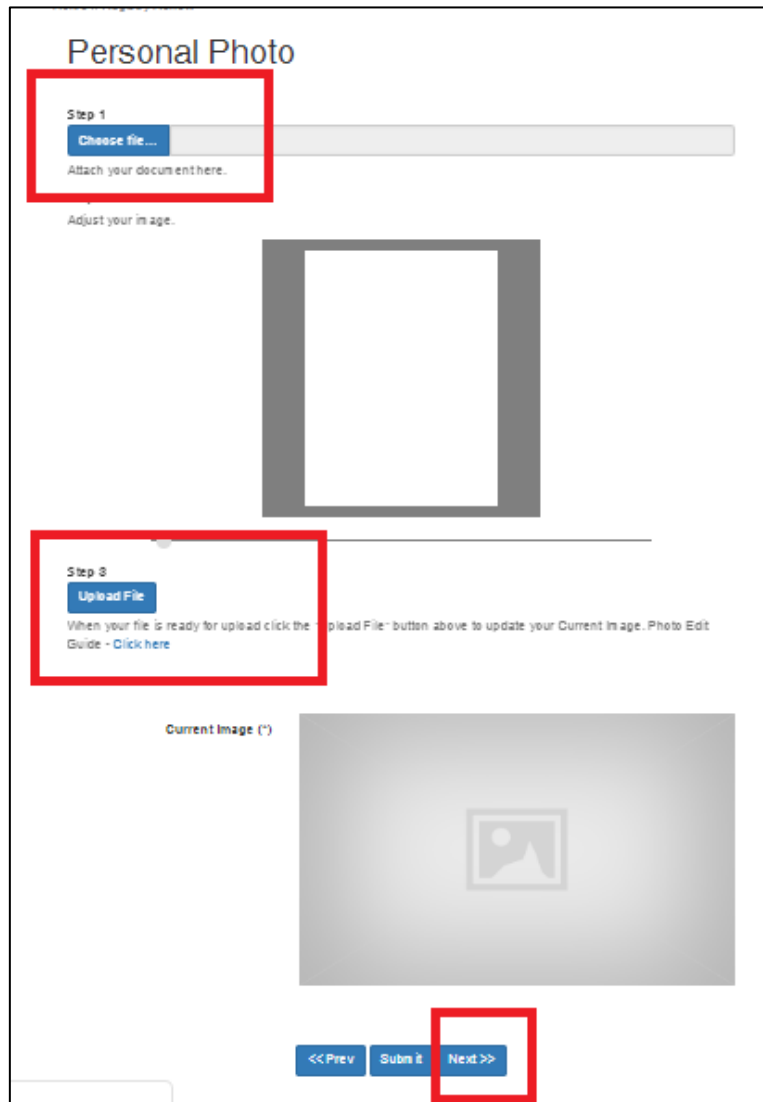 Personal Photo
Step 1
Choose file...
Attach your document here.
Adjust your image.
Step 3
Upload File
When your file is ready for upload click the "Upload File" button above to update your Current Image. Photo Edit
Guide - Click here
Current Image (*)
<< Prev Submit Next >>